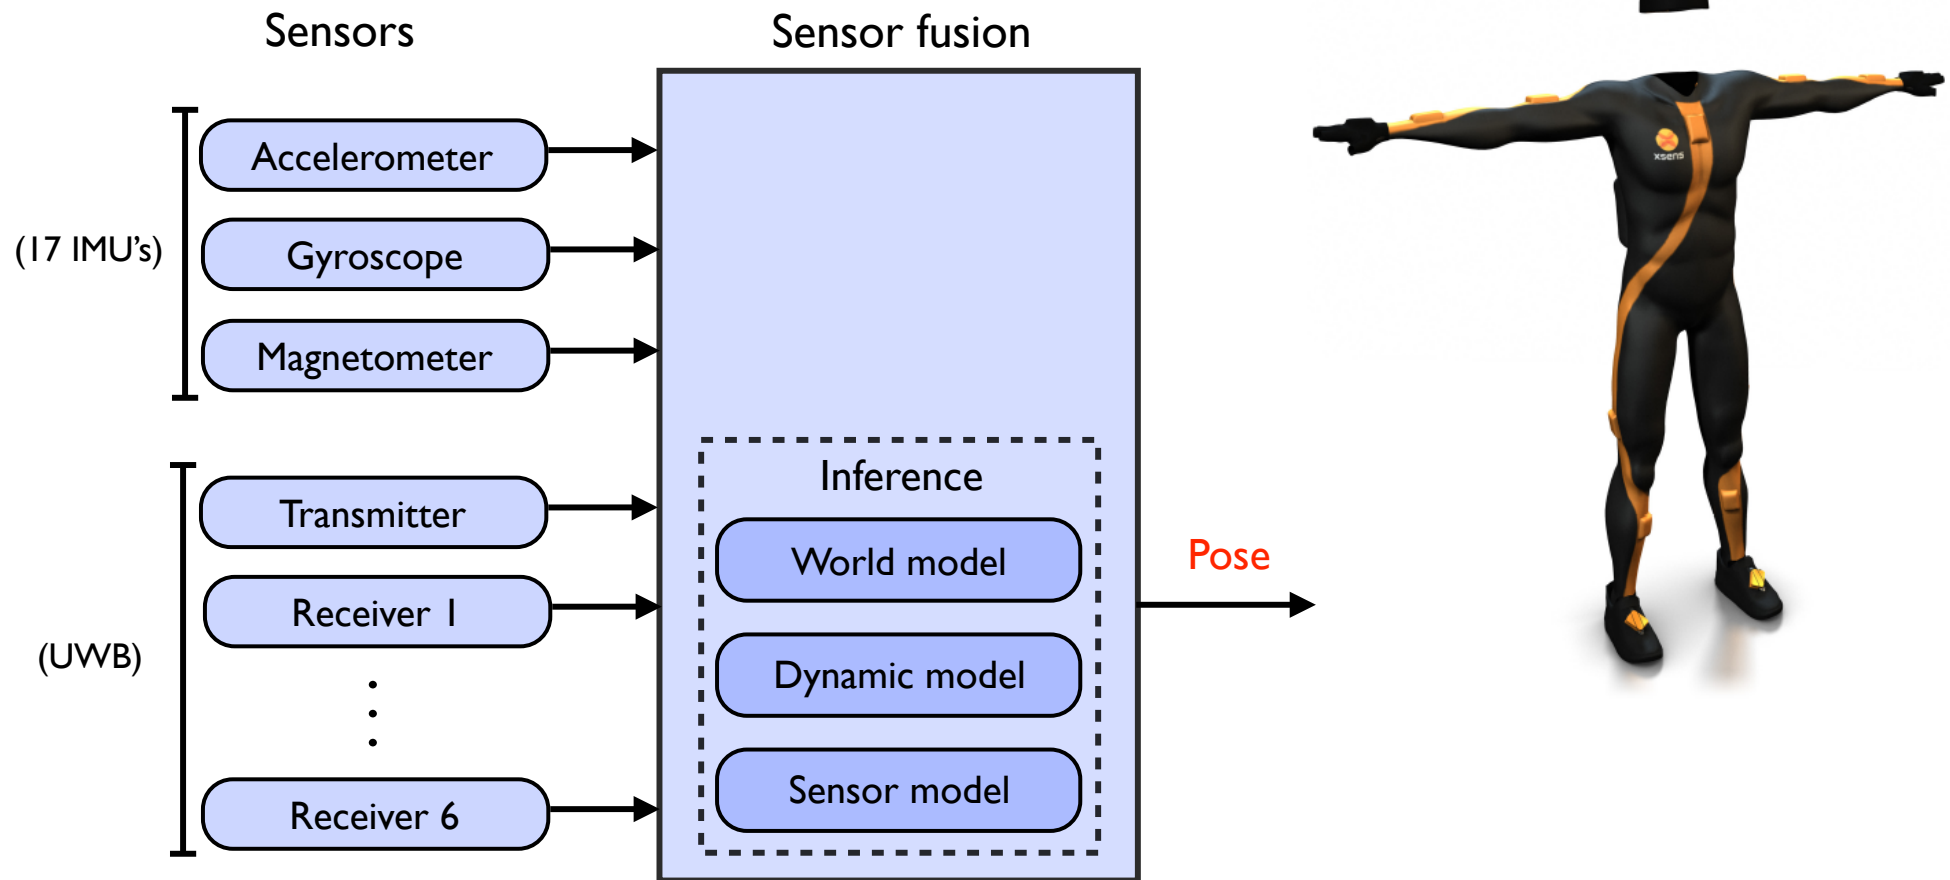 Sensors
Sensor fusion
(17 IMU's)
Accelerometer
Gyroscope
Magnetometer
(UWB)
Transmitter
Receiver 1
Receiver 6
Inference
World model
Dynamic model
Sensor model
Pose
xsens